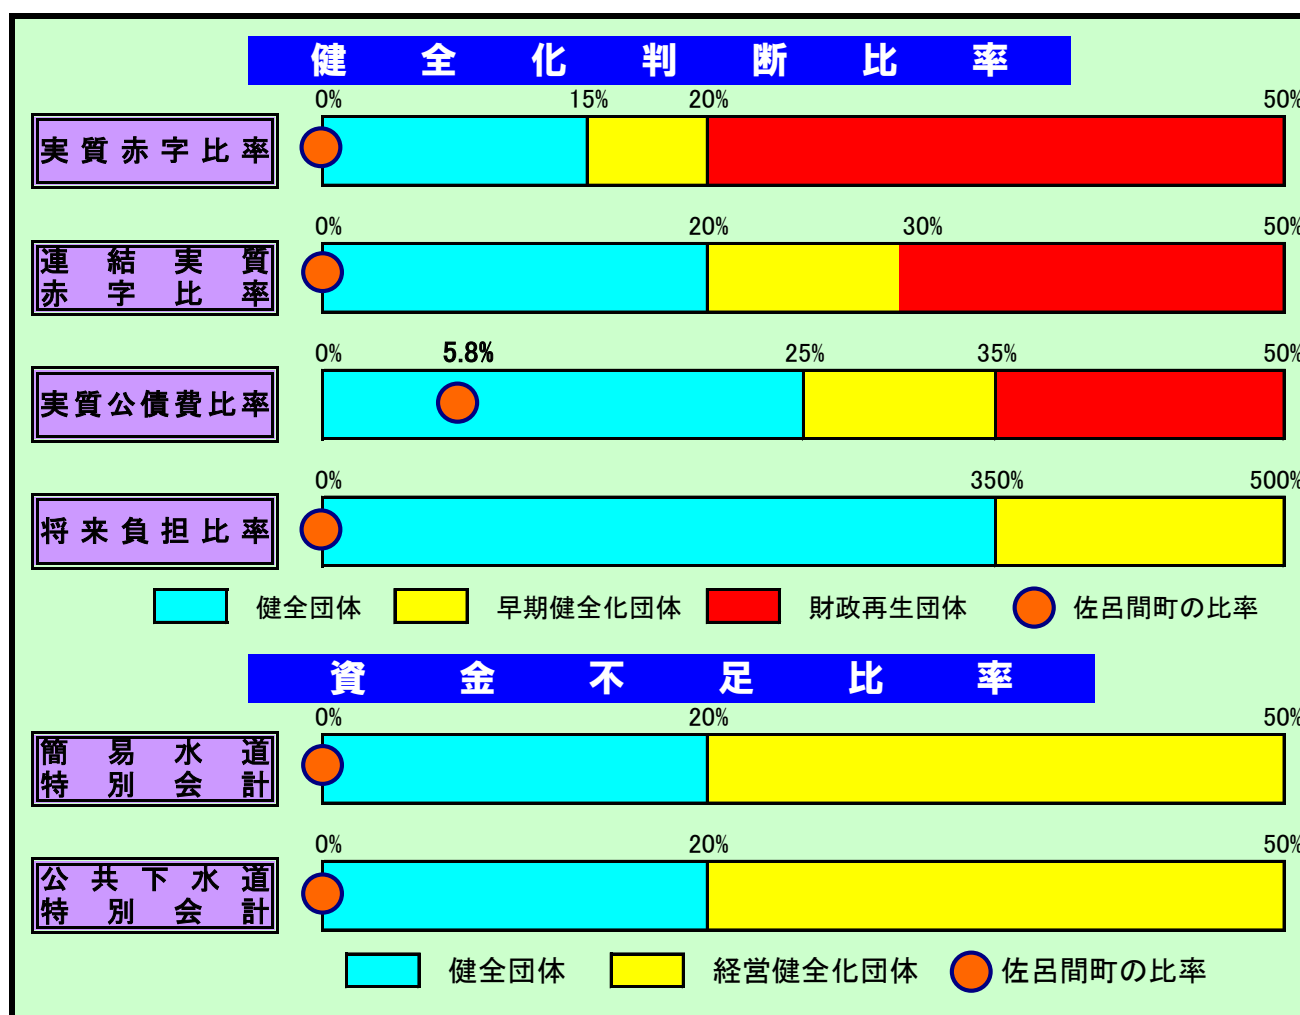 健全化判断比率
0% 15% 20% 50%
実質赤字比率
0% 20% 30% 50%
連結実質
赤字比率
0% 5.8% 25% 35% 50%
実質公債費比率
0% 350% 500%
将来負担比率
健全団体 早期健全化団体 財政再生団体 佐呂間町の比率
資金不足比率
0% 20% 50%
簡易水道
特別会計
0% 20% 50%
公共下水道
特別会計
健全団体 経営健全化団体 佐呂間町の比率